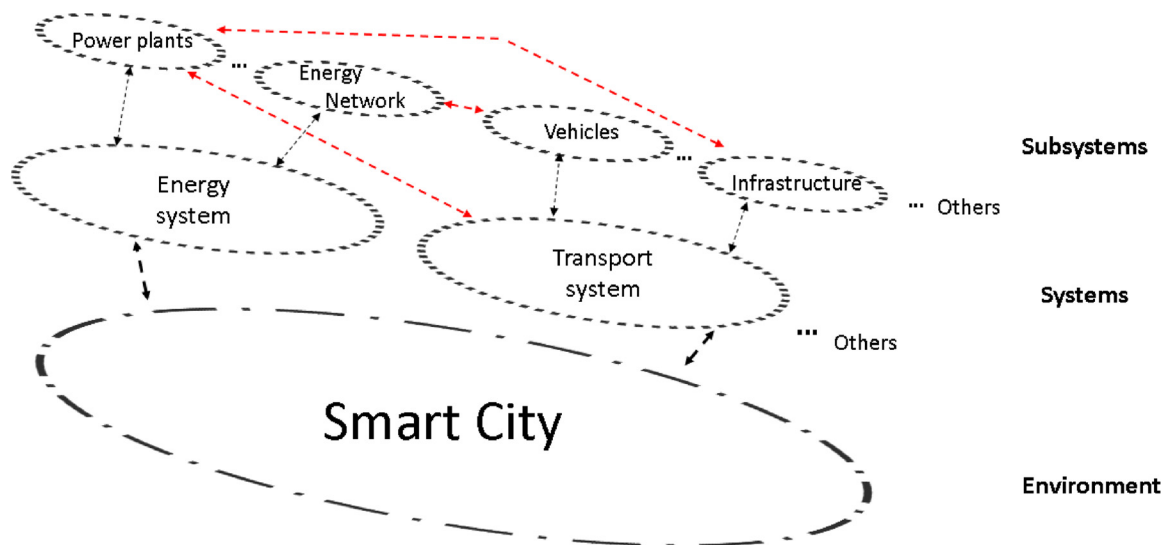 Power plants
...
Energy
Network
Vehicles
...
Infrastructure
... Others
Subsystems
Energy
system
Transport
system
Systems
... Others
Smart City
Environment